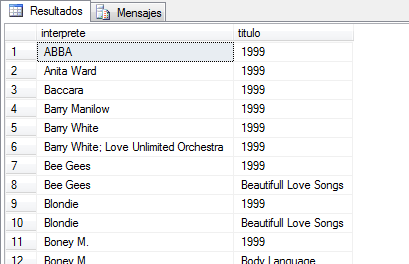 Resultados Mensajes
interprete titulo
1 ABBA 1999
2 Anita Ward 1999
3 Baccara 1999
4 Barry Manilow 1999
5 Barry White 1999
6 Barry White; Love Unlimited Orchestra 1999
7 Bee Gees 1999
8 Bee Gees Beautifull Love Songs
9 Blondie 1999
10 Blondie Beautifull Love Songs
11 Boney M. 1999
12 Boney M. Body Language